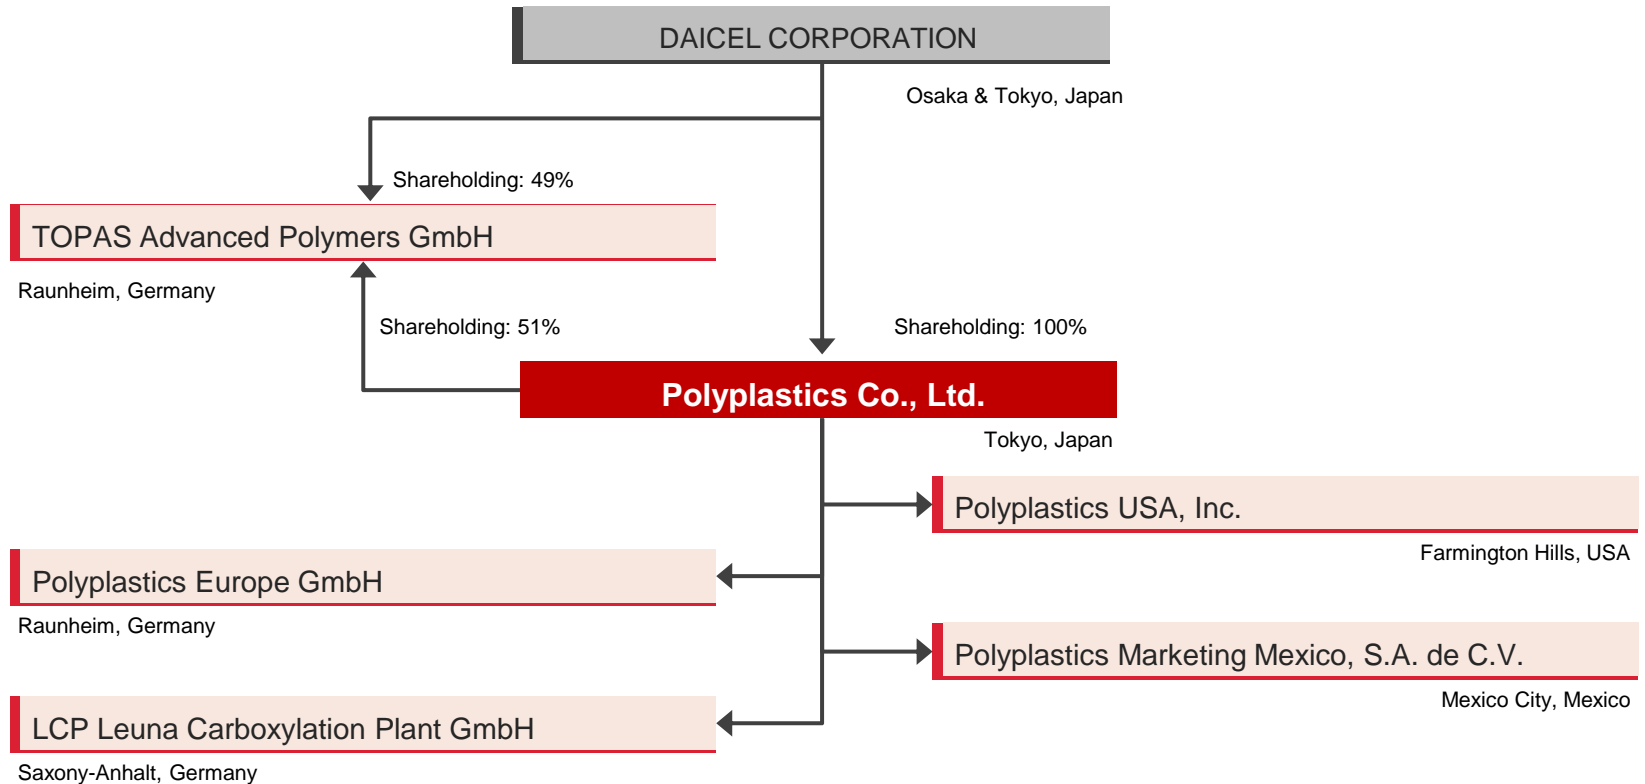 DAICEL CORPORATION
Osaka & Tokyo, Japan
Shareholding: 49%
TOPAS Advanced Polymers GmbH
Raunheim, Germany
Shareholding: 51%
Shareholding: 100%
Polyplastics Co., Ltd.
Tokyo, Japan
Polyplastics USA, Inc.
Farmington Hills, USA
Polyplastics Europe GmbH
Raunheim, Germany
Polyplastics Marketing Mexico, S.A. de C.V.
Mexico City, Mexico
LCP Leuna Carboxylation Plant GmbH
Saxony-Anhalt, Germany